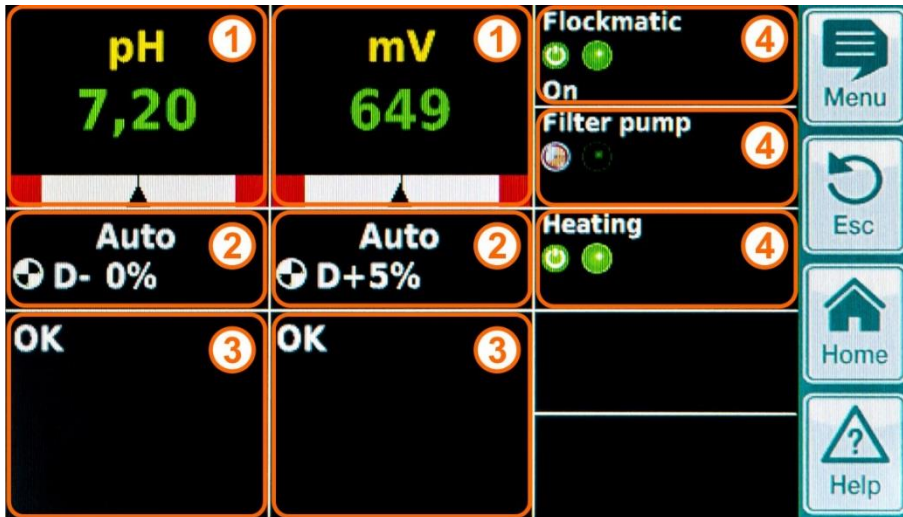 pH
1
7,20
mV
1
649
Flockmatic
4
On
Filter pump
4
Heating
4
Auto
2
D- 0%
Auto
2
D+5%
OK
3
OK
3
Menu
Esc
Home
?
Help